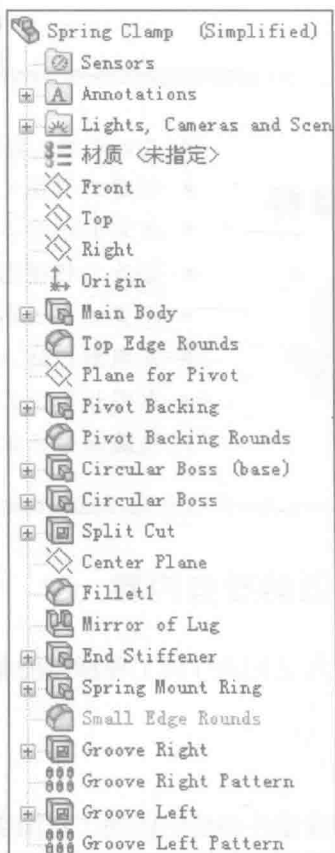 Spring Clamp (Simplified)
Sensors
Annotations
Lights, Cameras and Scen
材质 <未指定>
Front
Top
Right
Origin
Main Body
Top Edge Rounds
Plane for Pivot
Pivot Backing
Pivot Backing Rounds
Circular Boss (base)
Circular Boss
Split Cut
Center Plane
Fillet1
Mirror of Lug
End Stiffener
Spring Mount Ring
Small Edge Rounds
Groove Right
Groove Right Pattern
Groove Left
Groove Left Pattern